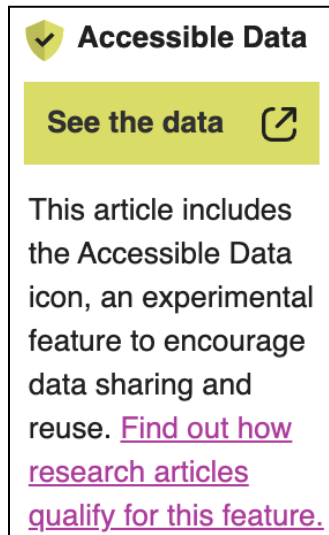 Accessible Data
See the data
This article includes
the Accessible Data
icon, an experimental
feature to encourage
data sharing and
reuse. Find out how
research articles
qualify for this feature.